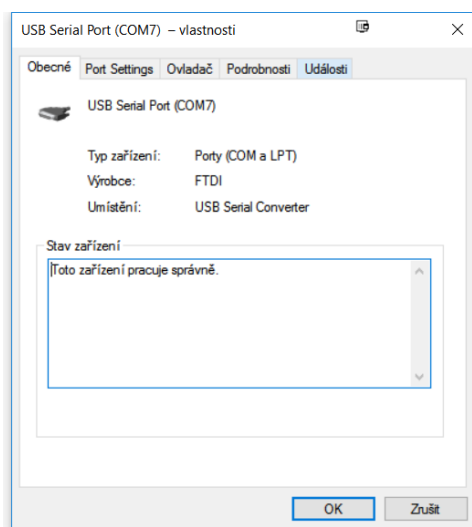 USB Serial Port (COM7) – vlastnosti
Obecné Port Settings Ovladač Podrobnosti Události
USB Serial Port (COM7)
Typ zařízení: Porty (COM a LPT)
Výrobce: FTDI
Umístění: USB Serial Converter
Stav zařízení
Toto zařízení pracuje správně.
OK Zrušit